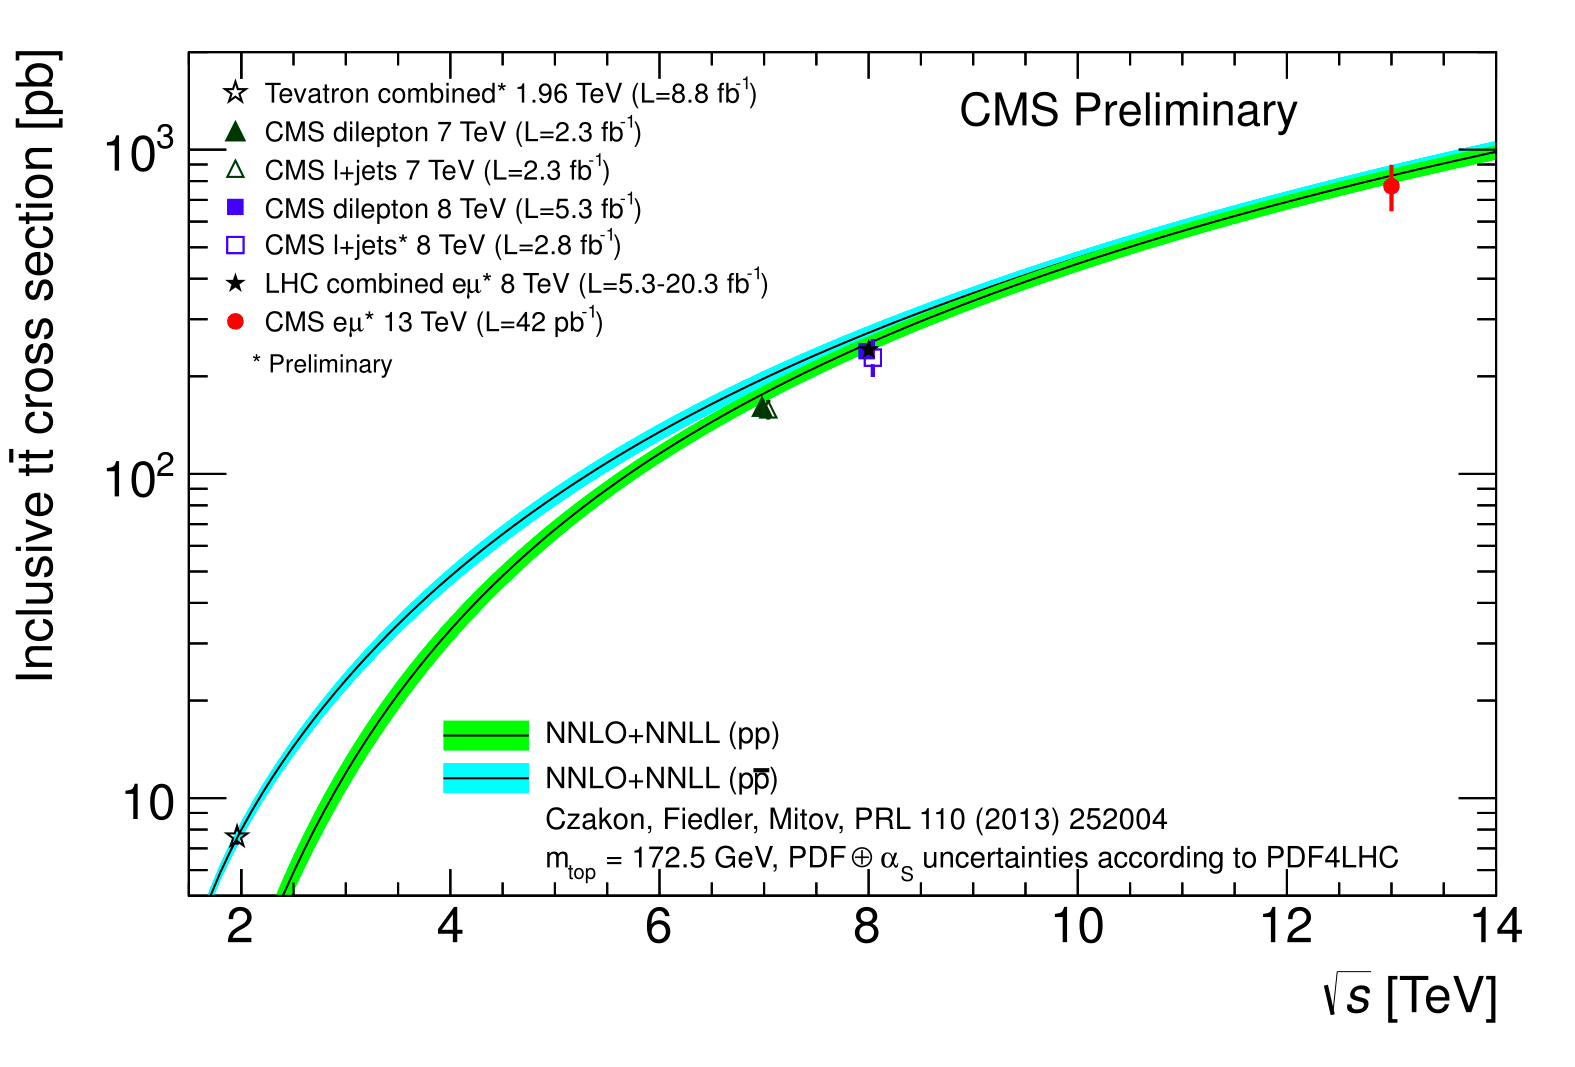 Inclusive tt̄ cross section [pb]
CMS Preliminary
Tevatron combined* 1.96 TeV (L=8.8 fb⁻¹)
CMS dilepton 7 TeV (L=2.3 fb⁻¹)
CMS l+jets 7 TeV (L=2.3 fb⁻¹)
CMS dilepton 8 TeV (L=5.3 fb⁻¹)
CMS l+jets* 8 TeV (L=2.8 fb⁻¹)
LHC combined eμ* 8 TeV (L=5.3-20.3 fb⁻¹)
CMS eμ* 13 TeV (L=42 pb⁻¹)
* Preliminary
10³
10²
10
NNLO+NNLL (pp)
NNLO+NNLL (pp̄)
Czakon, Fiedler, Mitov, PRL 110 (2013) 252004
m_top = 172.5 GeV, PDF ⊕ α_S uncertainties according to PDF4LHC
2 4 6 8 10 12 14
√s [TeV]